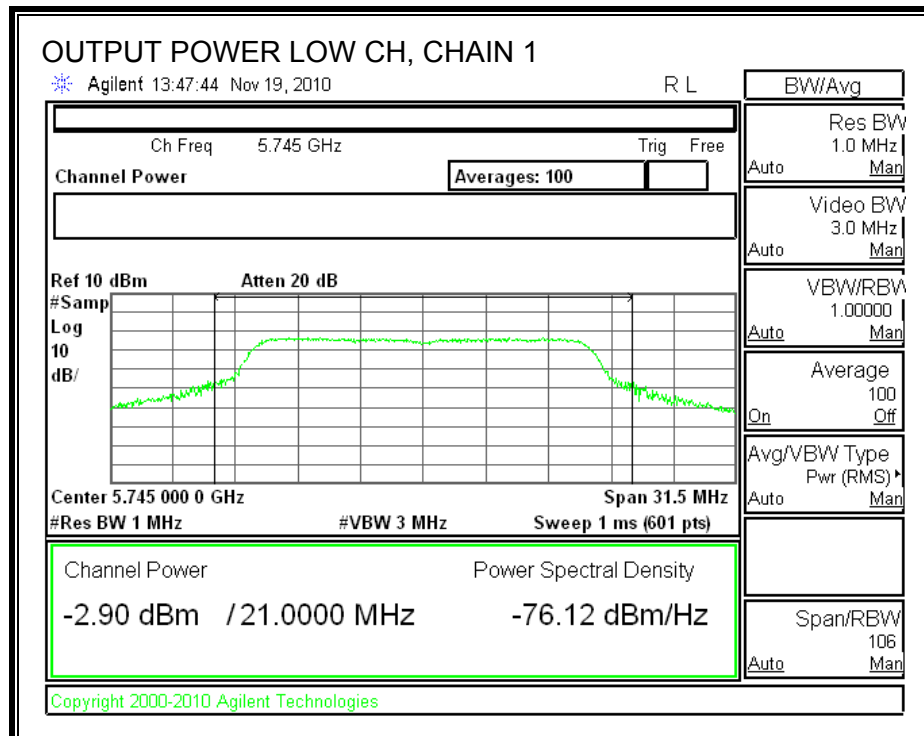 OUTPUT POWER LOW CH, CHAIN 1
Agilent 13:47:44 Nov 19, 2010 R L
Ch Freq 5.745 GHz Trig Free
Channel Power Averages: 100
Ref 10 dBm Atten 20 dB
#Samp
Log
10
dB/
Center 5.745 000 0 GHz Span 31.5 MHz
#Res BW 1 MHz #VBW 3 MHz Sweep 1 ms (601 pts)
Channel Power Power Spectral Density
-2.90 dBm / 21.0000 MHz -76.12 dBm/Hz
Copyright 2000-2010 Agilent Technologies
BW/Avg
Res BW
1.0 MHz
Auto Man
Video BW
3.0 MHz
Auto Man
VBW/RBW
1.00000
Auto Man
Average
100
On Off
Avg/VBW Type
Pwr (RMS)
Auto Man
Span/RBW
106
Auto Man